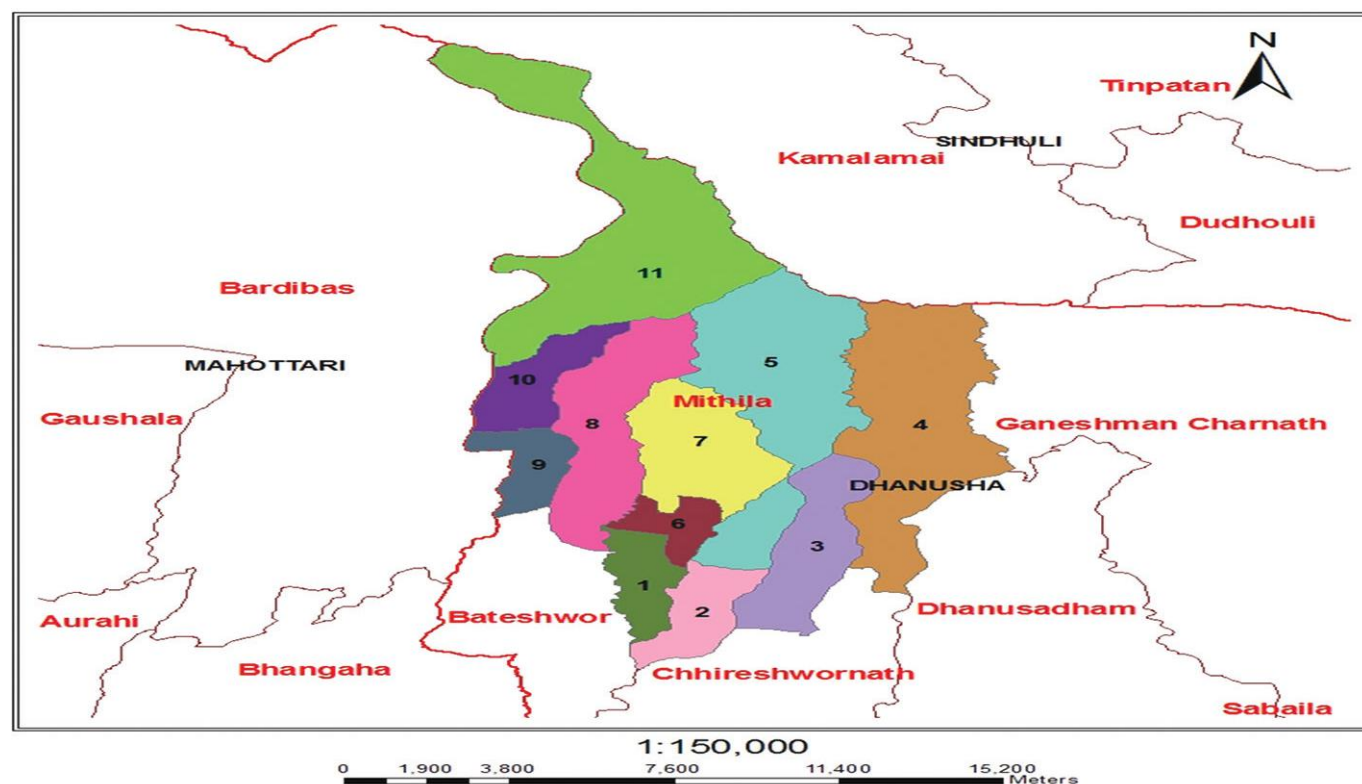 N
Tinpatan
SINDHULI
Kamalamai
Dudhouli
11
Bardibas
MAHOTTARI
5
10
Mithila
Gaushala
8
4
Ganeshman Charnath
7
9
DHANUSHA
6
3
1
2
Bateshwor
Dhanusadham
Aurahi
Bhangaha
Chhireshwornath
Sabaila
1:150,000
0 1,900 3,800 7,600 11,400 15,200
Meters